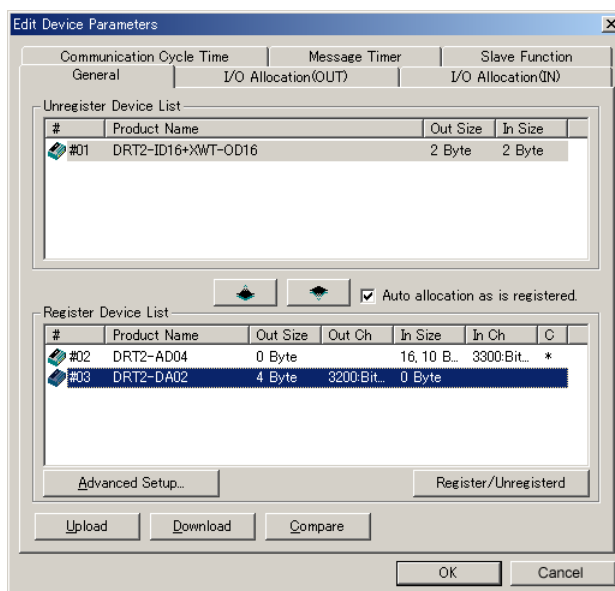 Edit Device Parameters
Communication Cycle Time Message Timer Slave Function
General I/O Allocation(OUT) I/O Allocation(IN)
Unregister Device List
# Product Name Out Size In Size
#01 DRT2-ID16+XWT-OD16 2 Byte 2 Byte
Auto allocation as is registered.
Register Device List
# Product Name Out Size Out Ch In Size In Ch C
#02 DRT2-AD04 0 Byte 16, 10 B... 3300:Bit... *
#03 DRT2-DA02 4 Byte 3200:Bit... 0 Byte
Advanced Setup... Register/Unregisterd
Upload Download Compare
OK Cancel